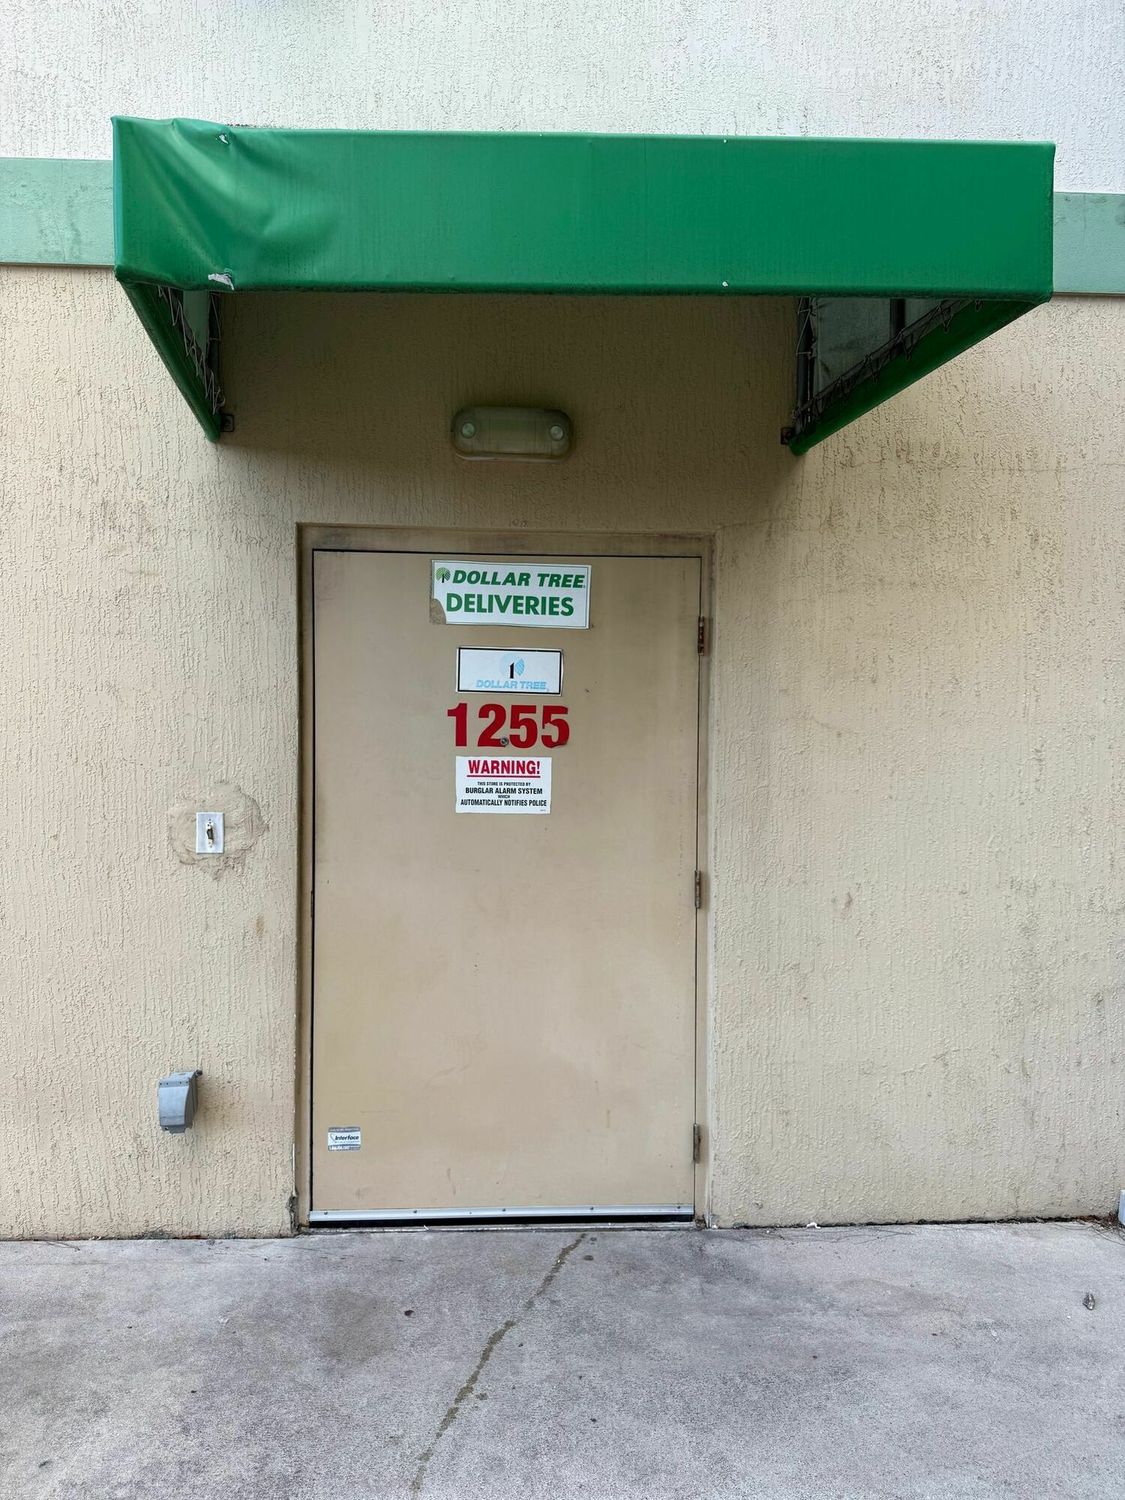 DOLLAR TREE
DELIVERIES
1
DOLLAR TREE
1255
WARNING!
THIS STORE IS PROTECTED BY
BURGLAR ALARM SYSTEM
WHICH
AUTOMATICALLY NOTIFIES POLICE
Interface